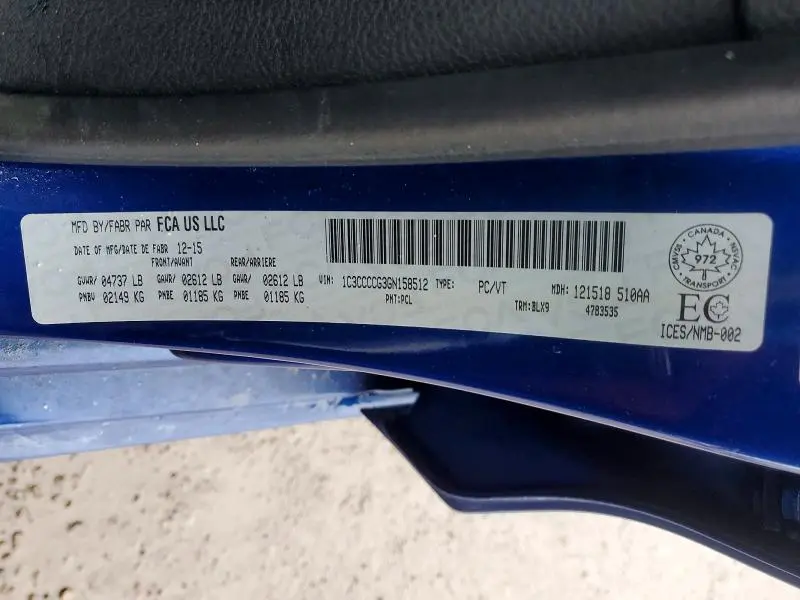 MFD BY/FABR PAR FCA US LLC
DATE OF MFG/DATE DE FABR 12-15
FRONT/AVANT REAR/ARRIERE
GVWR/ 04737 LB GAWR/ 02612 LB GAWR/ 02612 LB
PNBV 02149 KG PNBE 01185 KG PNBE 01185 KG
VIN: 1C3CCCCG3GN158512 TYPE: PC/VT MDH: 121518 510AA
PNT:PCL TRM:BLX9 4783535
CANADA
CMVSS NSVAC
972
TRANSPORT
EC
ICES/NMB-002